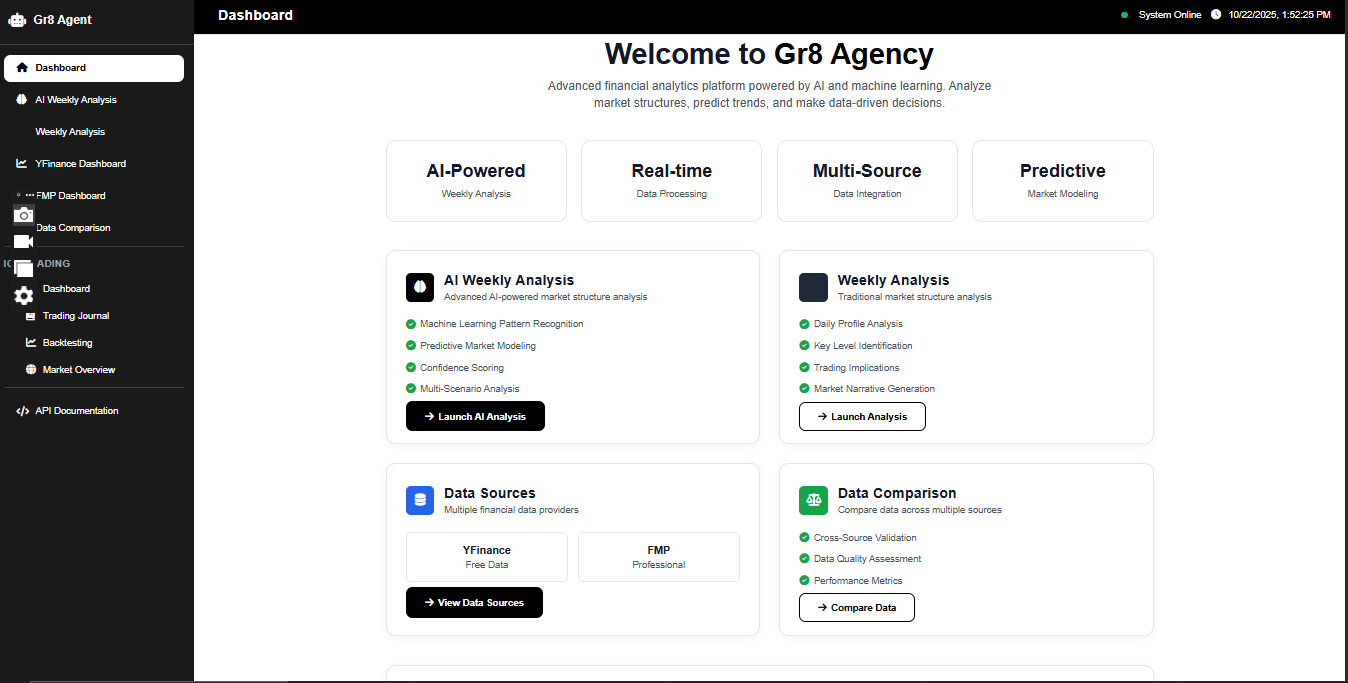 Gr8 Agent
Dashboard
AI Weekly Analysis
Weekly Analysis
YFinance Dashboard
FMP Dashboard
Data Comparison
Dashboard
Trading Journal
Backtesting
Market Overview
API Documentation
Dashboard
System Online 10/22/2025, 1:52:25 PM
Welcome to Gr8 Agency
Advanced financial analytics platform powered by AI and machine learning. Analyze
market structures, predict trends, and make data-driven decisions.
AI-Powered
Weekly Analysis
Real-time
Data Processing
Multi-Source
Data Integration
Predictive
Market Modeling
AI Weekly Analysis
Advanced AI-powered market structure analysis
Machine Learning Pattern Recognition
Predictive Market Modeling
Confidence Scoring
Multi-Scenario Analysis
Launch AI Analysis
Weekly Analysis
Traditional market structure analysis
Daily Profile Analysis
Key Level Identification
Trading Implications
Market Narrative Generation
Launch Analysis
Data Sources
Multiple financial data providers
YFinance
Free Data
FMP
Professional
View Data Sources
Data Comparison
Compare data across multiple sources
Cross-Source Validation
Data Quality Assessment
Performance Metrics
Compare Data